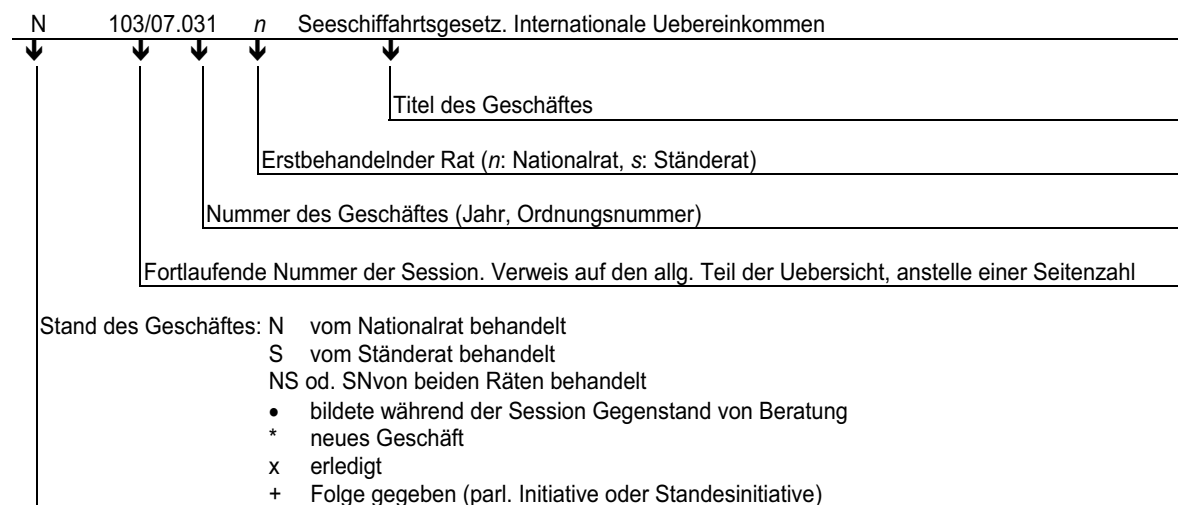 N 103/07.031 n Seeschiffahrtsgesetz. Internationale Uebereinkommen
Titel des Geschäftes
Erstbehandelnder Rat (n: Nationalrat, s: Ständerat)
Nummer des Geschäftes (Jahr, Ordnungsnummer)
Fortlaufende Nummer der Session. Verweis auf den allg. Teil der Uebersicht, anstelle einer Seitenzahl
Stand des Geschäftes: N vom Nationalrat behandelt
S vom Ständerat behandelt
NS od. SNvon beiden Räten behandelt
• bildete während der Session Gegenstand von Beratung
* neues Geschäft
x erledigt
+ Folge gegeben (parl. Initiative oder Standesinitiative)